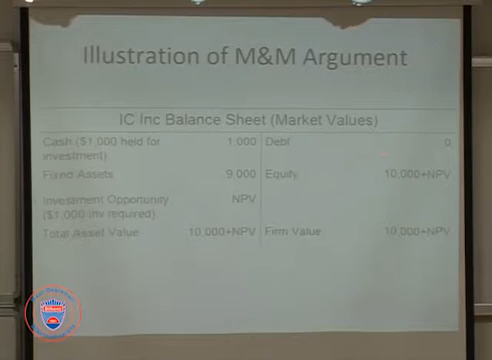 Illustration of M&M Argument
IC Inc Balance Sheet (Market Values)
Cash ($1,000 held for investment) 1,000 Debt 0
Fixed Assets 9,000 Equity 10,000+NPV
Investment Opportunity ($1,000 inv required) NPV
Total Asset Value 10,000+NPV Firm Value 10,000+NPV